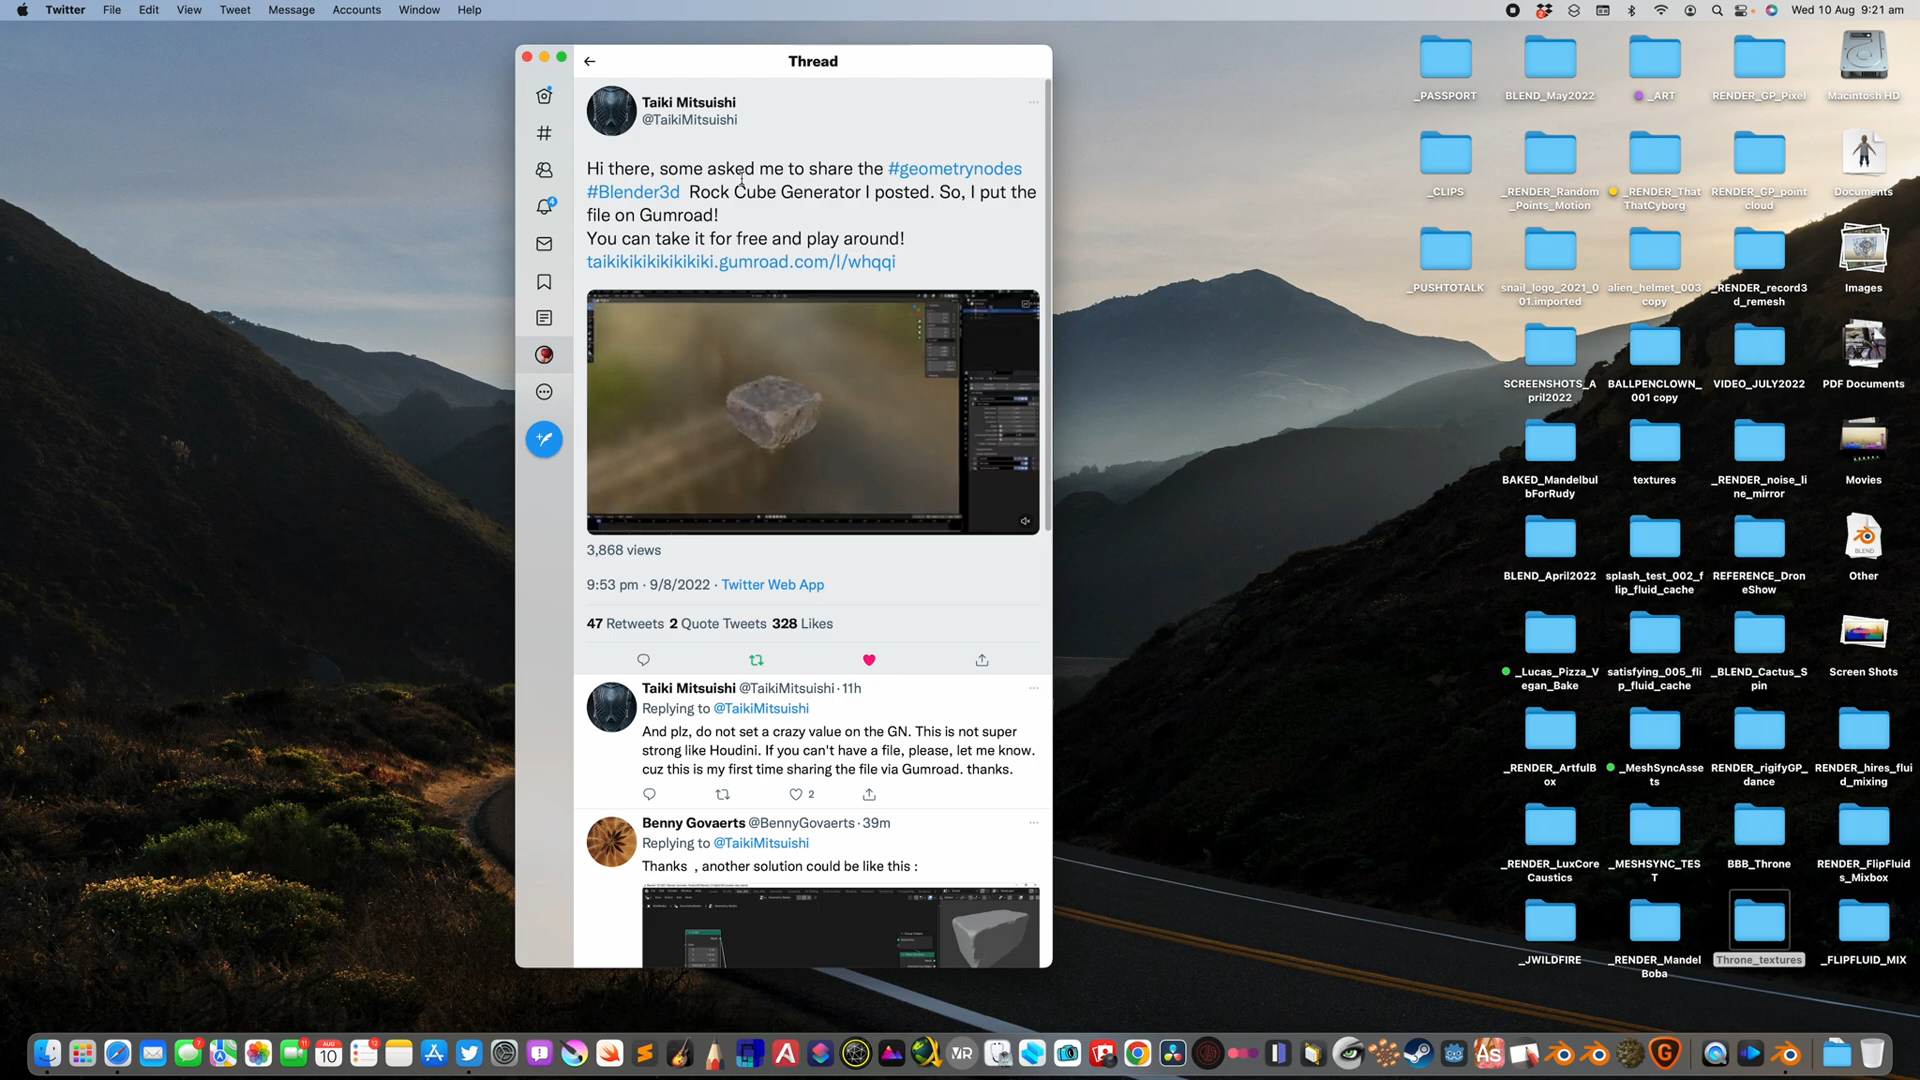 Twitter File Edit View Tweet Message Accounts Window Help
Wed 10 Aug 9:21 am
Thread
Taiki Mitsuishi
@TaikiMitsuishi
Hi there, some asked me to share the #geometrynodes
#Blender3d Rock Cube Generator I posted. So, I put the
file on Gumroad!
You can take it for free and play around!
taikikikikikikikiki.gumroad.com/l/whqqi
3,868 views
9:53 pm · 9/8/2022 · Twitter Web App
47 Retweets 2 Quote Tweets 328 Likes
Taiki Mitsuishi @TaikiMitsuishi · 11h
Replying to @TaikiMitsuishi
And plz, do not set a crazy value on the GN. This is not super
strong like Houdini. If you can't have a file, please, let me know.
cuz this is my first time sharing the file via Gumroad. thanks.
2
Benny Govaerts @BennyGovaerts · 39m
Replying to @TaikiMitsuishi
Thanks , another solution could be like this :
_PASSPORT
BLEND_May2022
_ART
RENDER_GP_Pixel
Macintosh HD
_CLIPS
_RENDER_Random
_Points_Motion
_RENDER_That
ThatCyborg
RENDER_GP_point
cloud
Documents
_PUSHTOTALK
snail_logo_2021_0
01.imported
alien_helmet_003
copy
_RENDER_record3
d_remesh
Images
SCREENSHOTS_A
pril2022
BALLPENCLOWN_
001 copy
VIDEO_JULY2022
PDF Documents
BAKED_Mandelbul
bForRudy
textures
_RENDER_noise_li
ne_mirror
Movies
BLEND_April2022
splash_test_002_f
lip_fluid_cache
REFERENCE_Dron
eShow
BLEND
Other
_Lucas_Pizza_V
egan_Bake
satisfying_005_fli
p_fluid_cache
_BLEND_Cactus_S
pin
Screen Shots
_RENDER_ArtfulB
ox
_MeshSyncAsse
ts
RENDER_rigifyGP_
dance
RENDER_hires_flui
d_mixing
_RENDER_LuxCore
Caustics
_MESHSYNC_TES
T
BBB_Throne
RENDER_FlipFluid
s_Mixbox
_JWILDFIRE
_RENDER_Mandel
Boba
Throne_textures
_FLIPFLUID_MIX